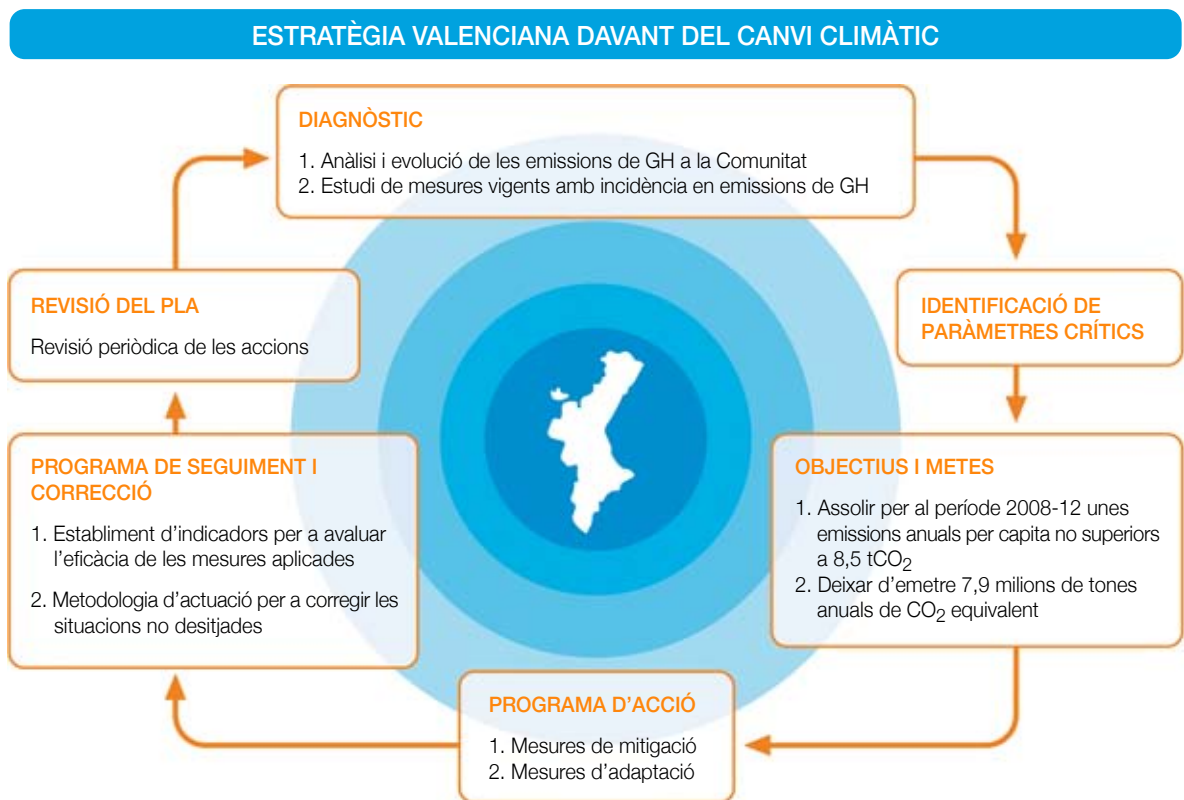 ESTRATÈGIA VALENCIANA DAVANT DEL CANVI CLIMÀTIC
DIAGNÒSTIC
1. Anàlisi i evolució de les emissions de GH a la Comunitat
2. Estudi de mesures vigents amb incidència en emissions de GH
IDENTIFICACIÓ DE
PARÀMETRES CRÍTICS
OBJECTIUS I METES
1. Assolir per al període 2008-12 unes
emissions anuals per capita no superiors
a 8,5 tCO2
2. Deixar d’emetre 7,9 milions de tones
anuals de CO2 equivalent
PROGRAMA D’ACCIÓ
1. Mesures de mitigació
2. Mesures d’adaptació
PROGRAMA DE SEGUIMENT I
CORRECCIÓ
1. Establiment d’indicadors per a avaluar
l’eficàcia de les mesures aplicades
2. Metodologia d’actuació per a corregir les
situacions no desitjades
REVISIÓ DEL PLA
Revisió periòdica de les accions